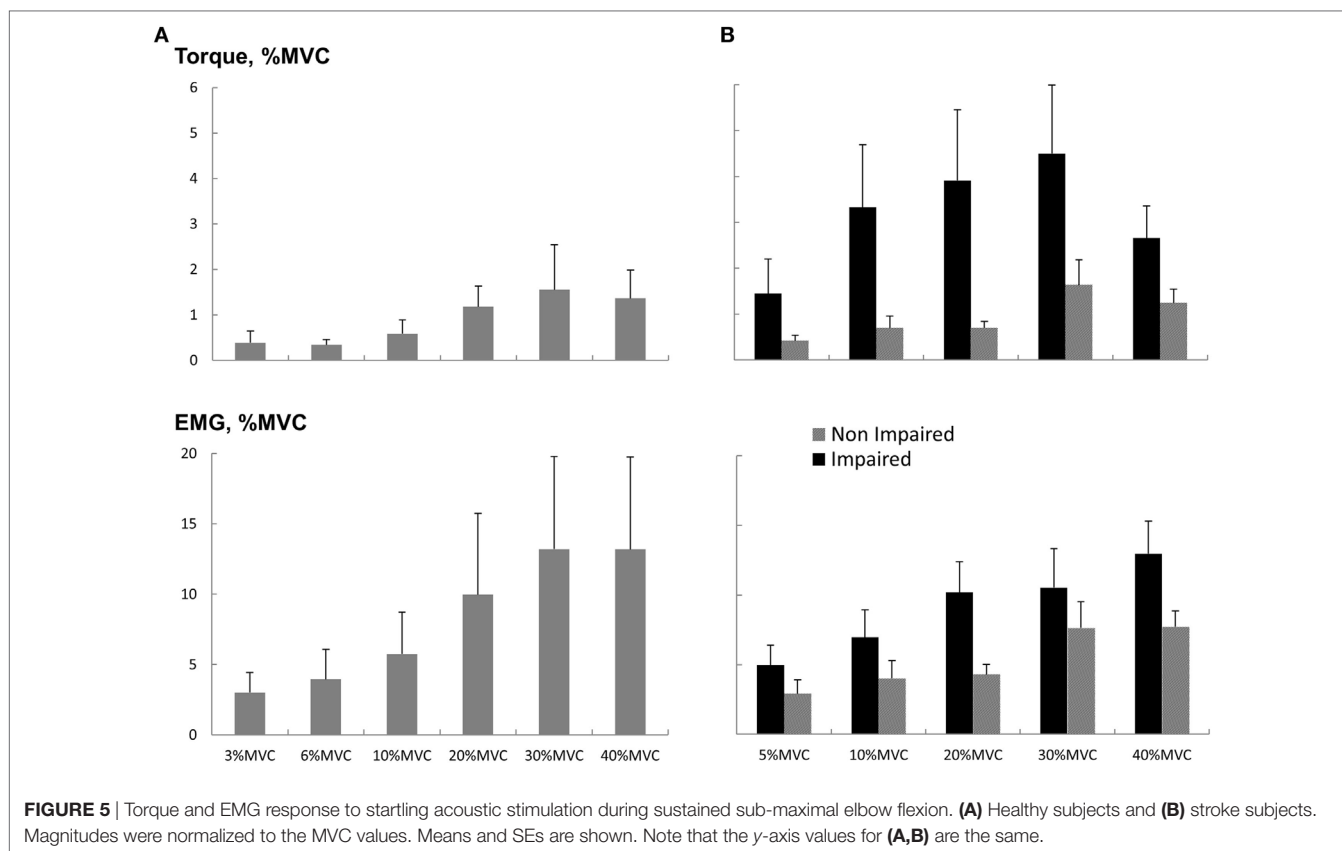 A
B
Torque, %MVC
6
5
4
3
2
1
0
EMG, %MVC
Non Impaired
Impaired
20
15
10
5
0
3%MVC 6%MVC 10%MVC 20%MVC 30%MVC 40%MVC
5%MVC 10%MVC 20%MVC 30%MVC 40%MVC
FIGURE 5 | Torque and EMG response to startling acoustic stimulation during sustained sub-maximal elbow flexion. (A) Healthy subjects and (B) stroke subjects.
Magnitudes were normalized to the MVC values. Means and SEs are shown. Note that the y-axis values for (A,B) are the same.